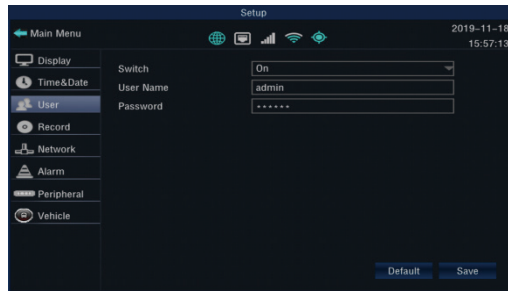 Setup
Main Menu
2019-11-18
15:57:13
Display
Time&Date
User
Record
Network
Alarm
Peripheral
Vehicle
Switch On
User Name admin
Password ••••••
Default Save